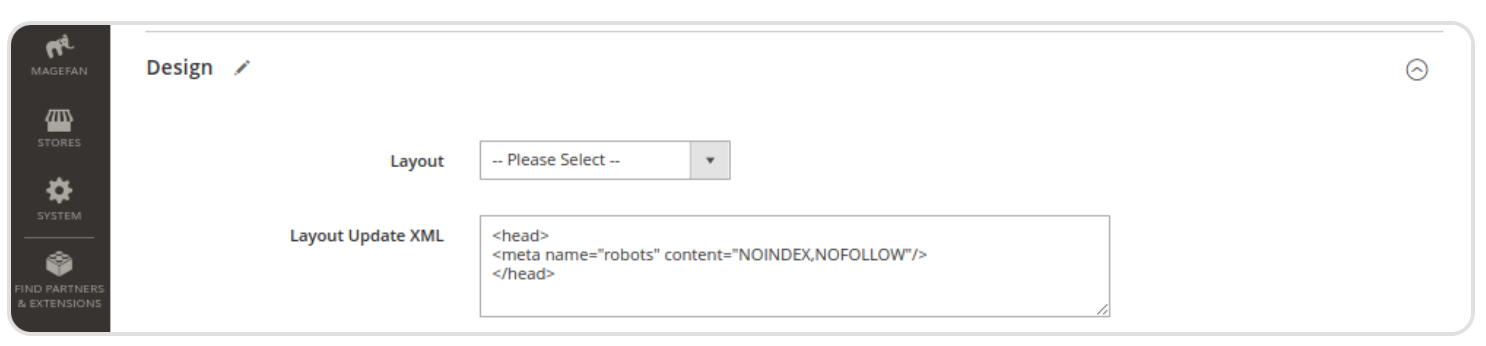 MAGEFAN
STORES
SYSTEM
FIND PARTNERS
& EXTENSIONS
Design
Layout
-- Please Select --
Layout Update XML
<head>
<meta name="robots" content="NOINDEX,NOFOLLOW"/>
</head>